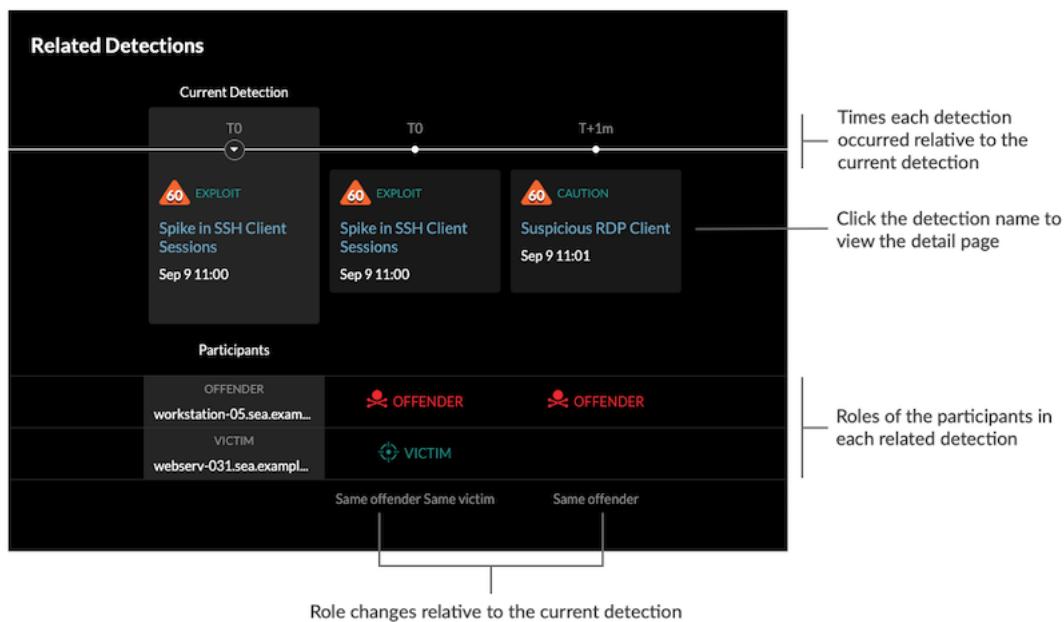 Related Detections
Current Detection
T0
T0
T+1m
60 EXPLOIT
Spike in SSH Client
Sessions
Sep 9 11:00
60 EXPLOIT
Spike in SSH Client
Sessions
Sep 9 11:00
60 CAUTION
Suspicious RDP Client
Sep 9 11:01
Times each detection
occurred relative to the
current detection
Click the detection name to
view the detail page
Participants
OFFENDER
workstation-05.sea.exam...
OFFENDER
OFFENDER
VICTIM
webserv-031.sea.exampl...
VICTIM
Roles of the participants in
each related detection
Same offender Same victim
Same offender
Role changes relative to the current detection